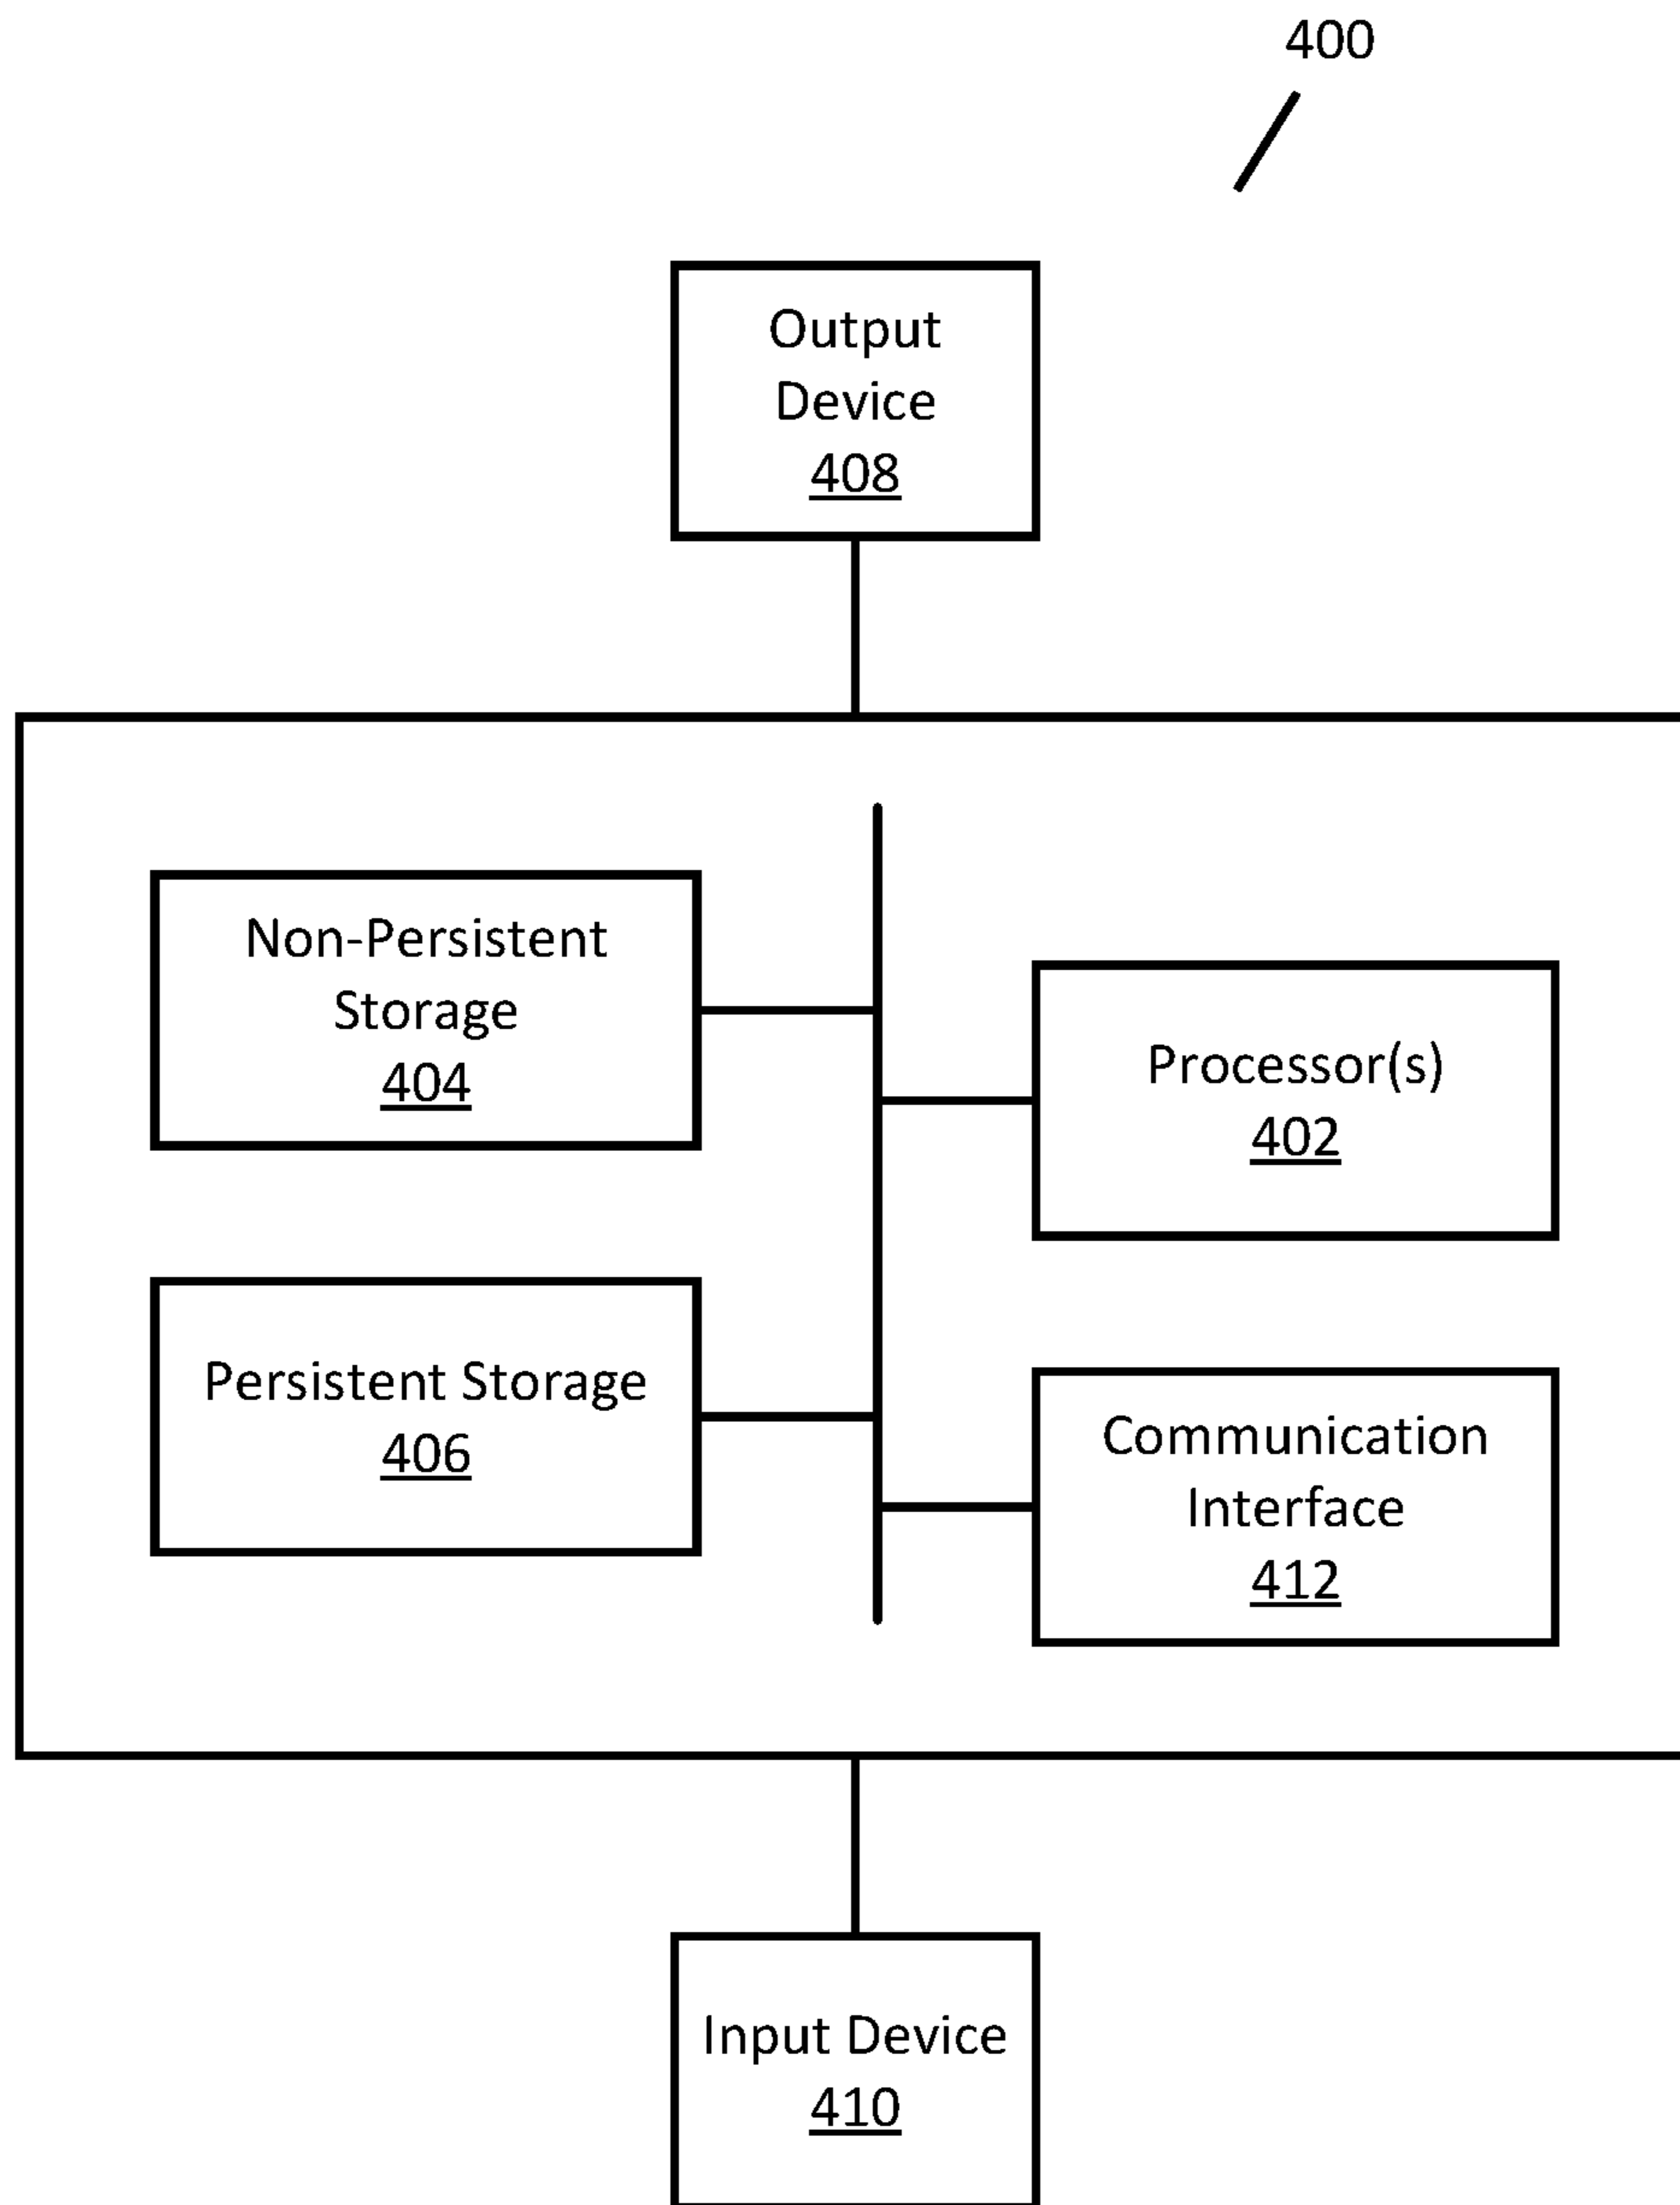 400
Output
Device
408
Non-Persistent
Storage
404
Processor(s)
402
Persistent Storage
406
Communication
Interface
412
Input Device
410